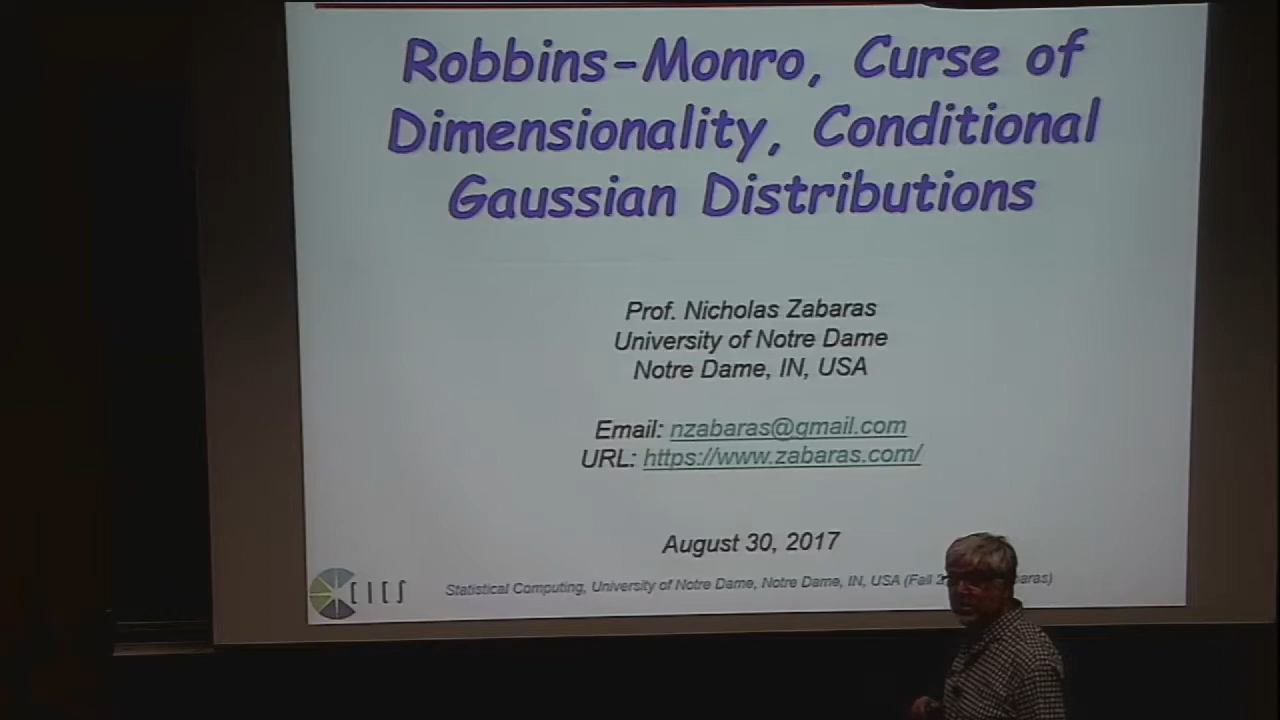 Robbins-Monro, Curse of
Dimensionality, Conditional
Gaussian Distributions
Prof. Nicholas Zabaras
University of Notre Dame
Notre Dame, IN, USA
Email: nzabaras@gmail.com
URL: https://www.zabaras.com/
August 30, 2017
CICS
Statistical Computing, University of Notre Dame, Notre Dame, IN, USA (Fall